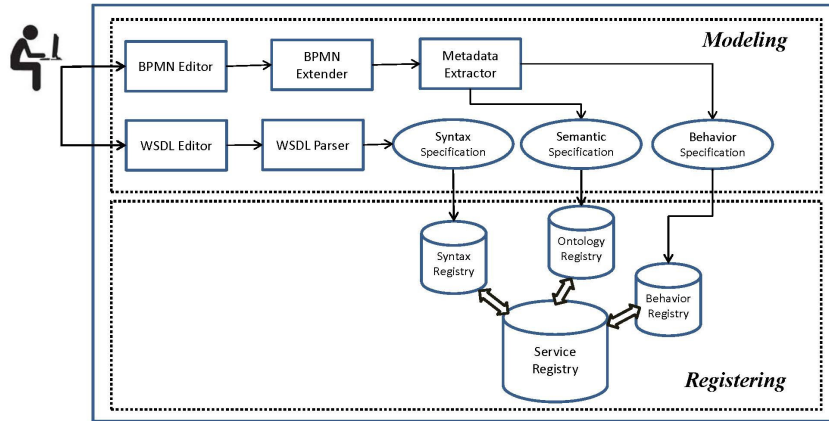 Modeling
BPMN Editor
BPMN
Extender
Metadata
Extractor
WSDL Editor
WSDL Parser
Syntax
Specification
Semantic
Specification
Behavior
Specification
Syntax
Registry
Ontology
Registry
Behavior
Registry
Service
Registry
Registering